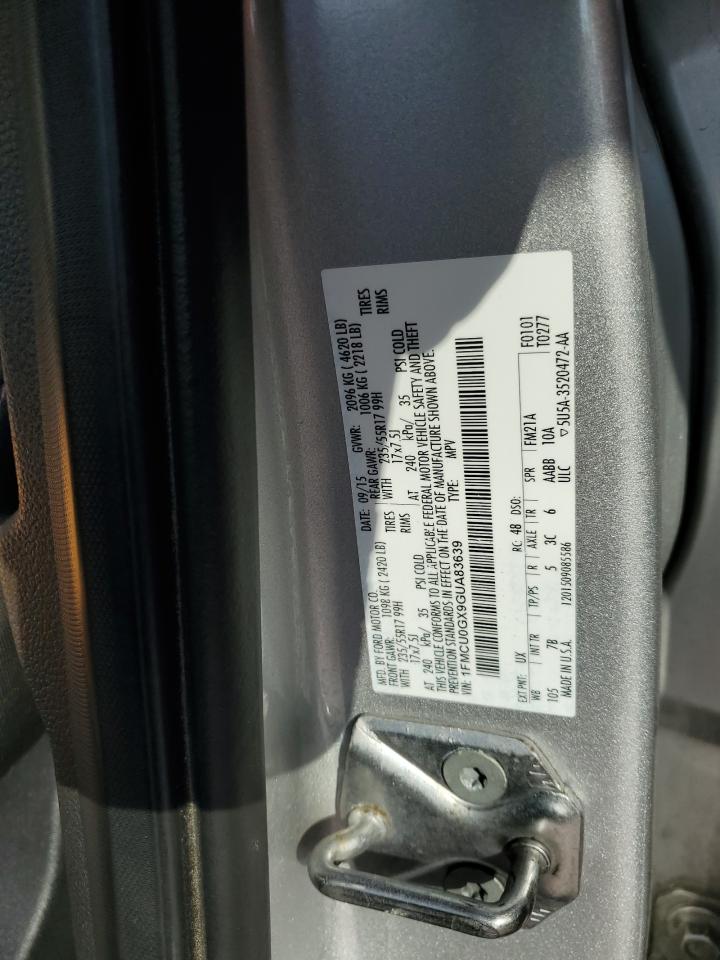 MFD. BY FORD MOTOR CO. DATE: 09/15 GVWR: 2096 KG ( 4620 LB)
FRONT GAWR: 1098 KG ( 2420 LB) REAR GAWR: 1006 KG ( 2218 LB)
WITH 235/55R17 99H TIRES WITH 235/55R17 99H TIRES
17x7.5J RIMS 17x7.5J RIMS
AT 240 kPa/ 35 PSI COLD AT 240 kPa/ 35 PSI COLD
THIS VEHICLE CONFORMS TO ALL APPLICABLE FEDERAL MOTOR VEHICLE SAFETY AND THEFT
PREVENTION STANDARDS IN EFFECT ON THE DATE OF MANUFACTURE SHOWN ABOVE.
VIN: 1FMCU0GX9GUA83639 TYPE: MPV
EXT PNT: UX RC: 48 DSO: FM21A F0101
WB INT TR TP/PS R AXLE TR SPR T0277
105 7B 5 3C 6 AABB 10A
MADE IN U.S.A. 1201509085586 ULC ▽5U5A-3520472-AA